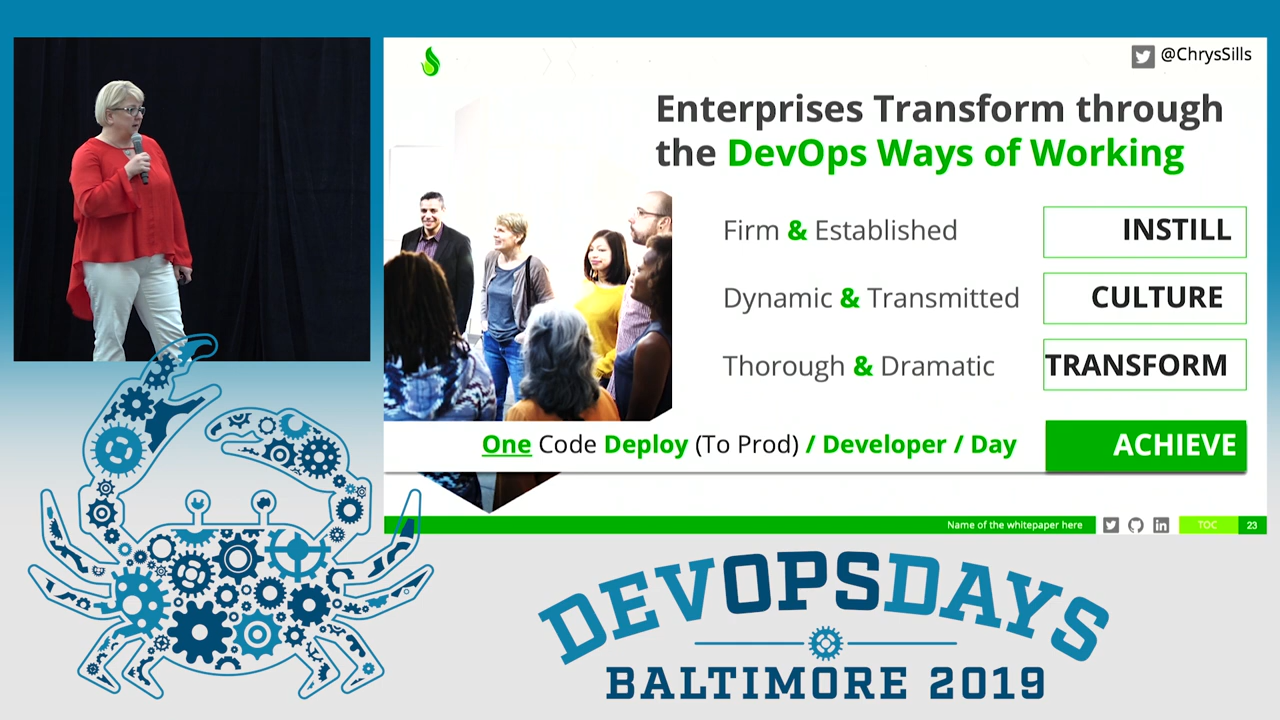 @ChrysSills
Enterprises Transform through
the DevOps Ways of Working
Firm & Established
INSTILL
Dynamic & Transmitted
CULTURE
Thorough & Dramatic
TRANSFORM
One Code Deploy (To Prod) / Developer / Day
ACHIEVE
Name of the whitepaper here
TOC
23
DEVOPSDAYS
BALTIMORE 2019